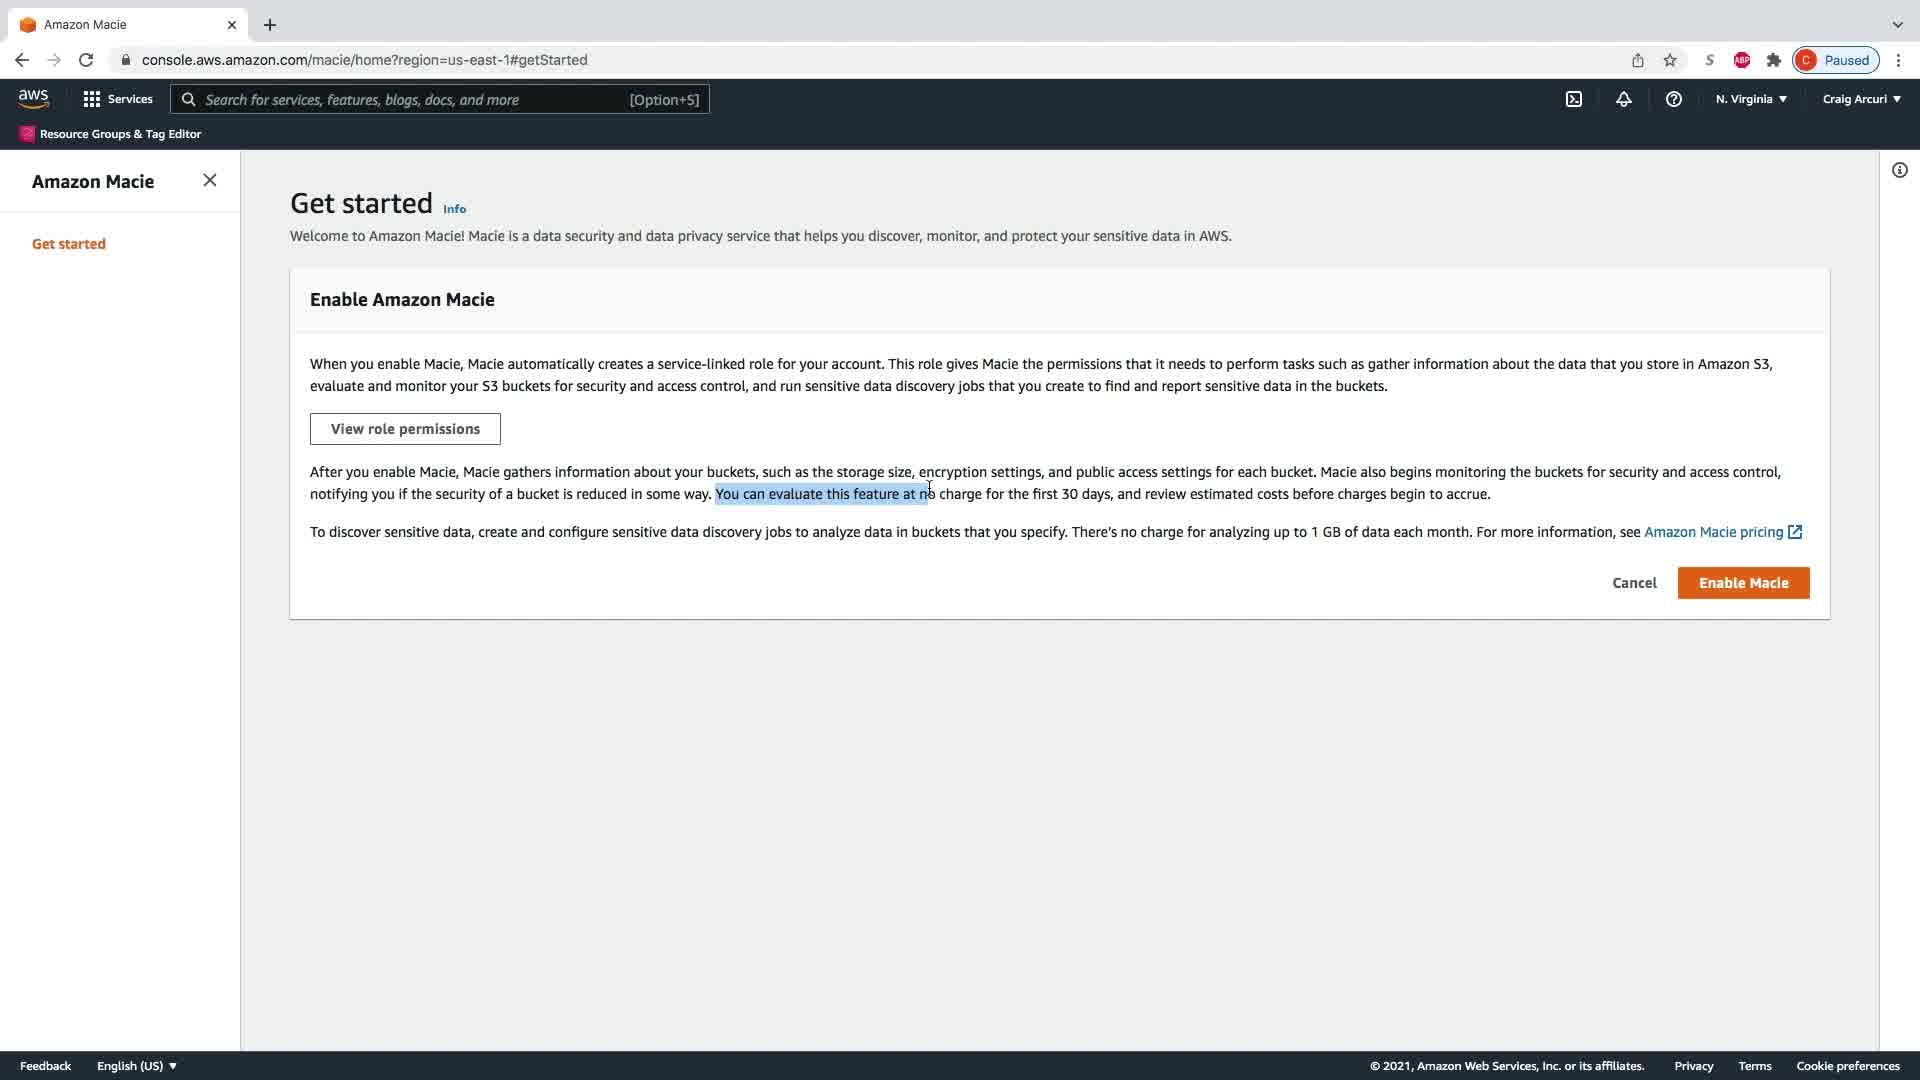 Amazon Macie
console.aws.amazon.com/macie/home?region=us-east-1#getStarted
S
ABP
C Paused
aws
Services
Search for services, features, blogs, docs, and more [Option+S]
N. Virginia
Craig Arcuri
Resource Groups & Tag Editor
Amazon Macie
Get started
Get started Info
Welcome to Amazon Macie! Macie is a data security and data privacy service that helps you discover, monitor, and protect your sensitive data in AWS.
Enable Amazon Macie
When you enable Macie, Macie automatically creates a service-linked role for your account. This role gives Macie the permissions that it needs to perform tasks such as gather information about the data that you store in Amazon S3,
evaluate and monitor your S3 buckets for security and access control, and run sensitive data discovery jobs that you create to find and report sensitive data in the buckets.
View role permissions
After you enable Macie, Macie gathers information about your buckets, such as the storage size, encryption settings, and public access settings for each bucket. Macie also begins monitoring the buckets for security and access control,
notifying you if the security of a bucket is reduced in some way. You can evaluate this feature at no charge for the first 30 days, and review estimated costs before charges begin to accrue.
To discover sensitive data, create and configure sensitive data discovery jobs to analyze data in buckets that you specify. There's no charge for analyzing up to 1 GB of data each month. For more information, see Amazon Macie pricing
Cancel
Enable Macie
Feedback
English (US)
© 2021, Amazon Web Services, Inc. or its affiliates.
Privacy
Terms
Cookie preferences